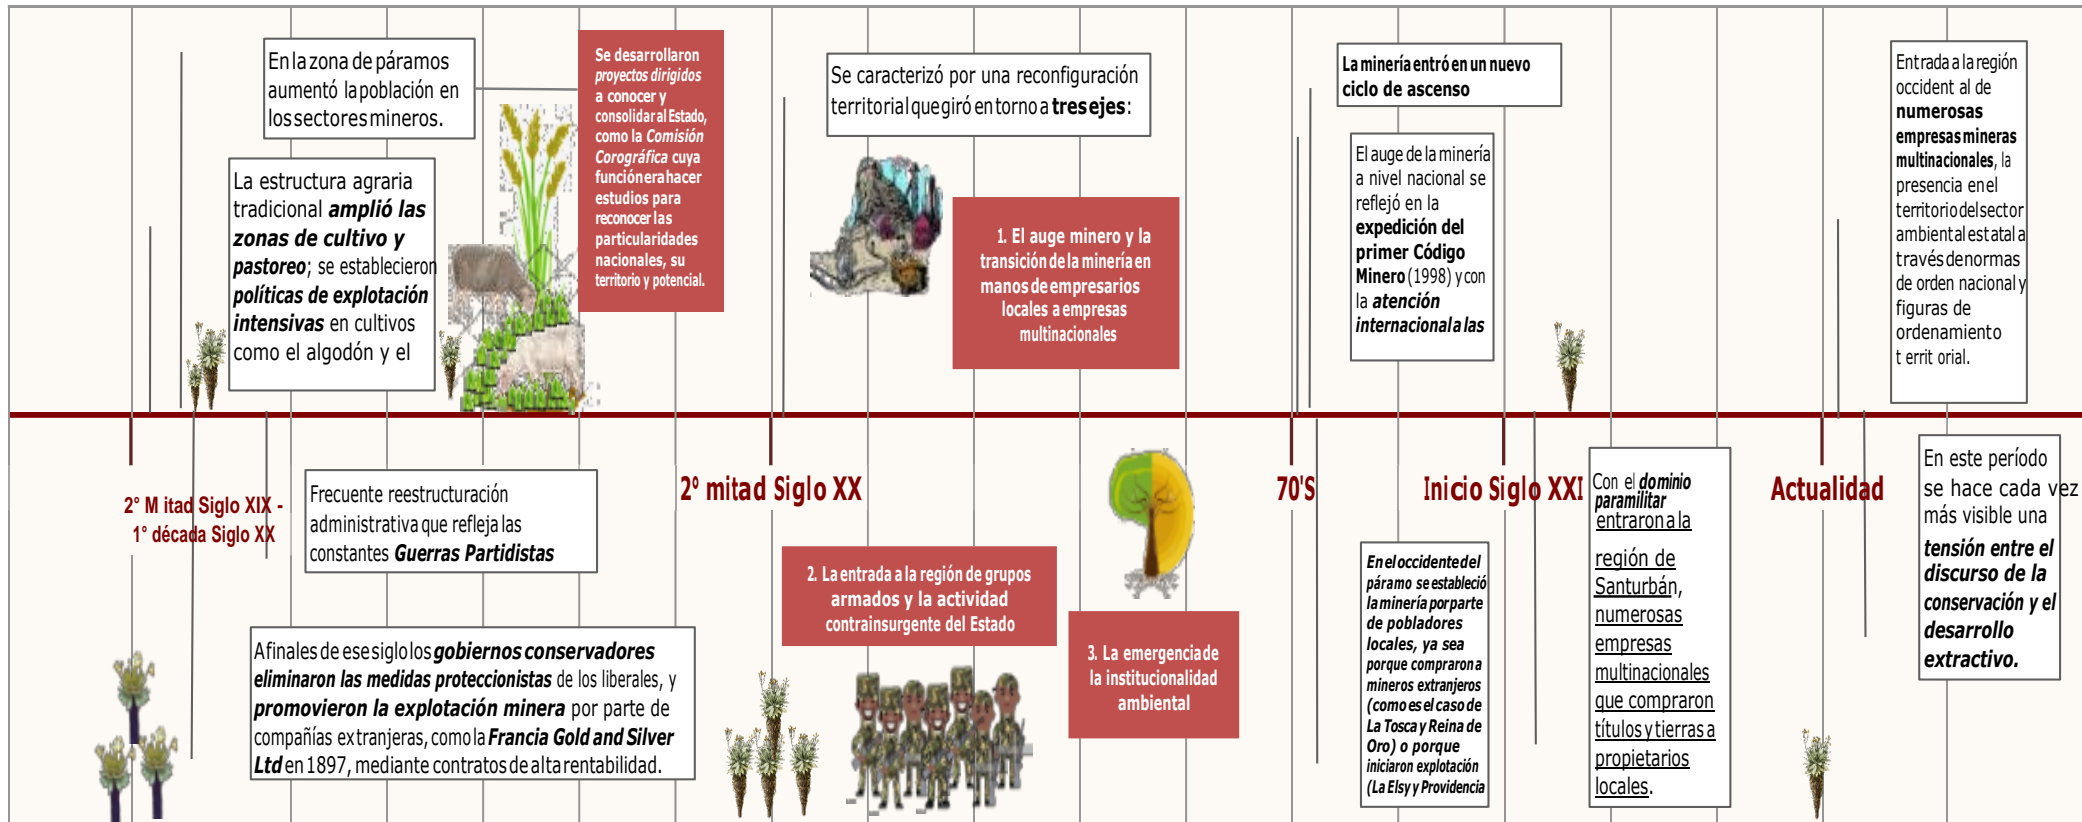 En la zona de páramos
aumentó la población en
los sectores mineros.
La estructura agraria
tradicional amplió las
zonas de cultivo y
pastoreo; se establecieron
políticas de explotación
intensivas en cultivos
como el algodón y el
Se desarrollaron
proyectos dirigidos
a conocer y
consolidar al Estado,
como la Comisión
Corográfica cuya
función era hacer
estudios para
reconocer las
particularidades
nacionales, su
territorio y potencial.
Se caracterizó por una reconfiguración
territorial que giró en torno a tres ejes:
1. El auge minero y la
transición de la minería en
manos de empresarios
locales a empresas
multinacionales
La minería entró en un nuevo
ciclo de ascenso
El auge de la minería
a nivel nacional se
reflejó en la
expedición del
primer Código
Minero (1998) y con
la atención
internacional a las
Entrada a la región
occident al de
numerosas
empresas mineras
multinacionales, la
presencia en el
territorio del sector
ambiental estatal a
través de normas
de orden nacional y
figuras de
ordenamiento
t errit orial.
2° M itad Siglo XIX -
1° década Siglo XX
Frecuente reestructuración
administrativa que refleja las
constantes Guerras Partidistas
A finales de ese siglo los gobiernos conservadores
eliminaron las medidas proteccionistas de los liberales, y
promovieron la explotación minera por parte de
compañías extranjeras, como la Francia Gold and Silver
Ltd en 1897, mediante contratos de alta rentabilidad.
2° mitad Siglo XX
2. La entrada a la región de grupos
armados y la actividad
contrainsurgente del Estado
3. La emergencia de
la institucionalidad
ambiental
70'S
En el occidente del
páramo se estableció
la minería por parte
de pobladores
locales, ya sea
porque compraron a
mineros extranjeros
(como es el caso de
La Tosca y Reina de
Oro) o porque
iniciaron explotación
(La Elsy y Providencia
Inicio Siglo XXI
Con el dominio
paramilitar
entraron a la
región de
Santurbán,
numerosas
empresas
multinacionales
que compraron
títulos y tierras a
propietarios
locales.
Actualidad
En este período
se hace cada vez
más visible una
tensión entre el
discurso de la
conservación y el
desarrollo
extractivo.